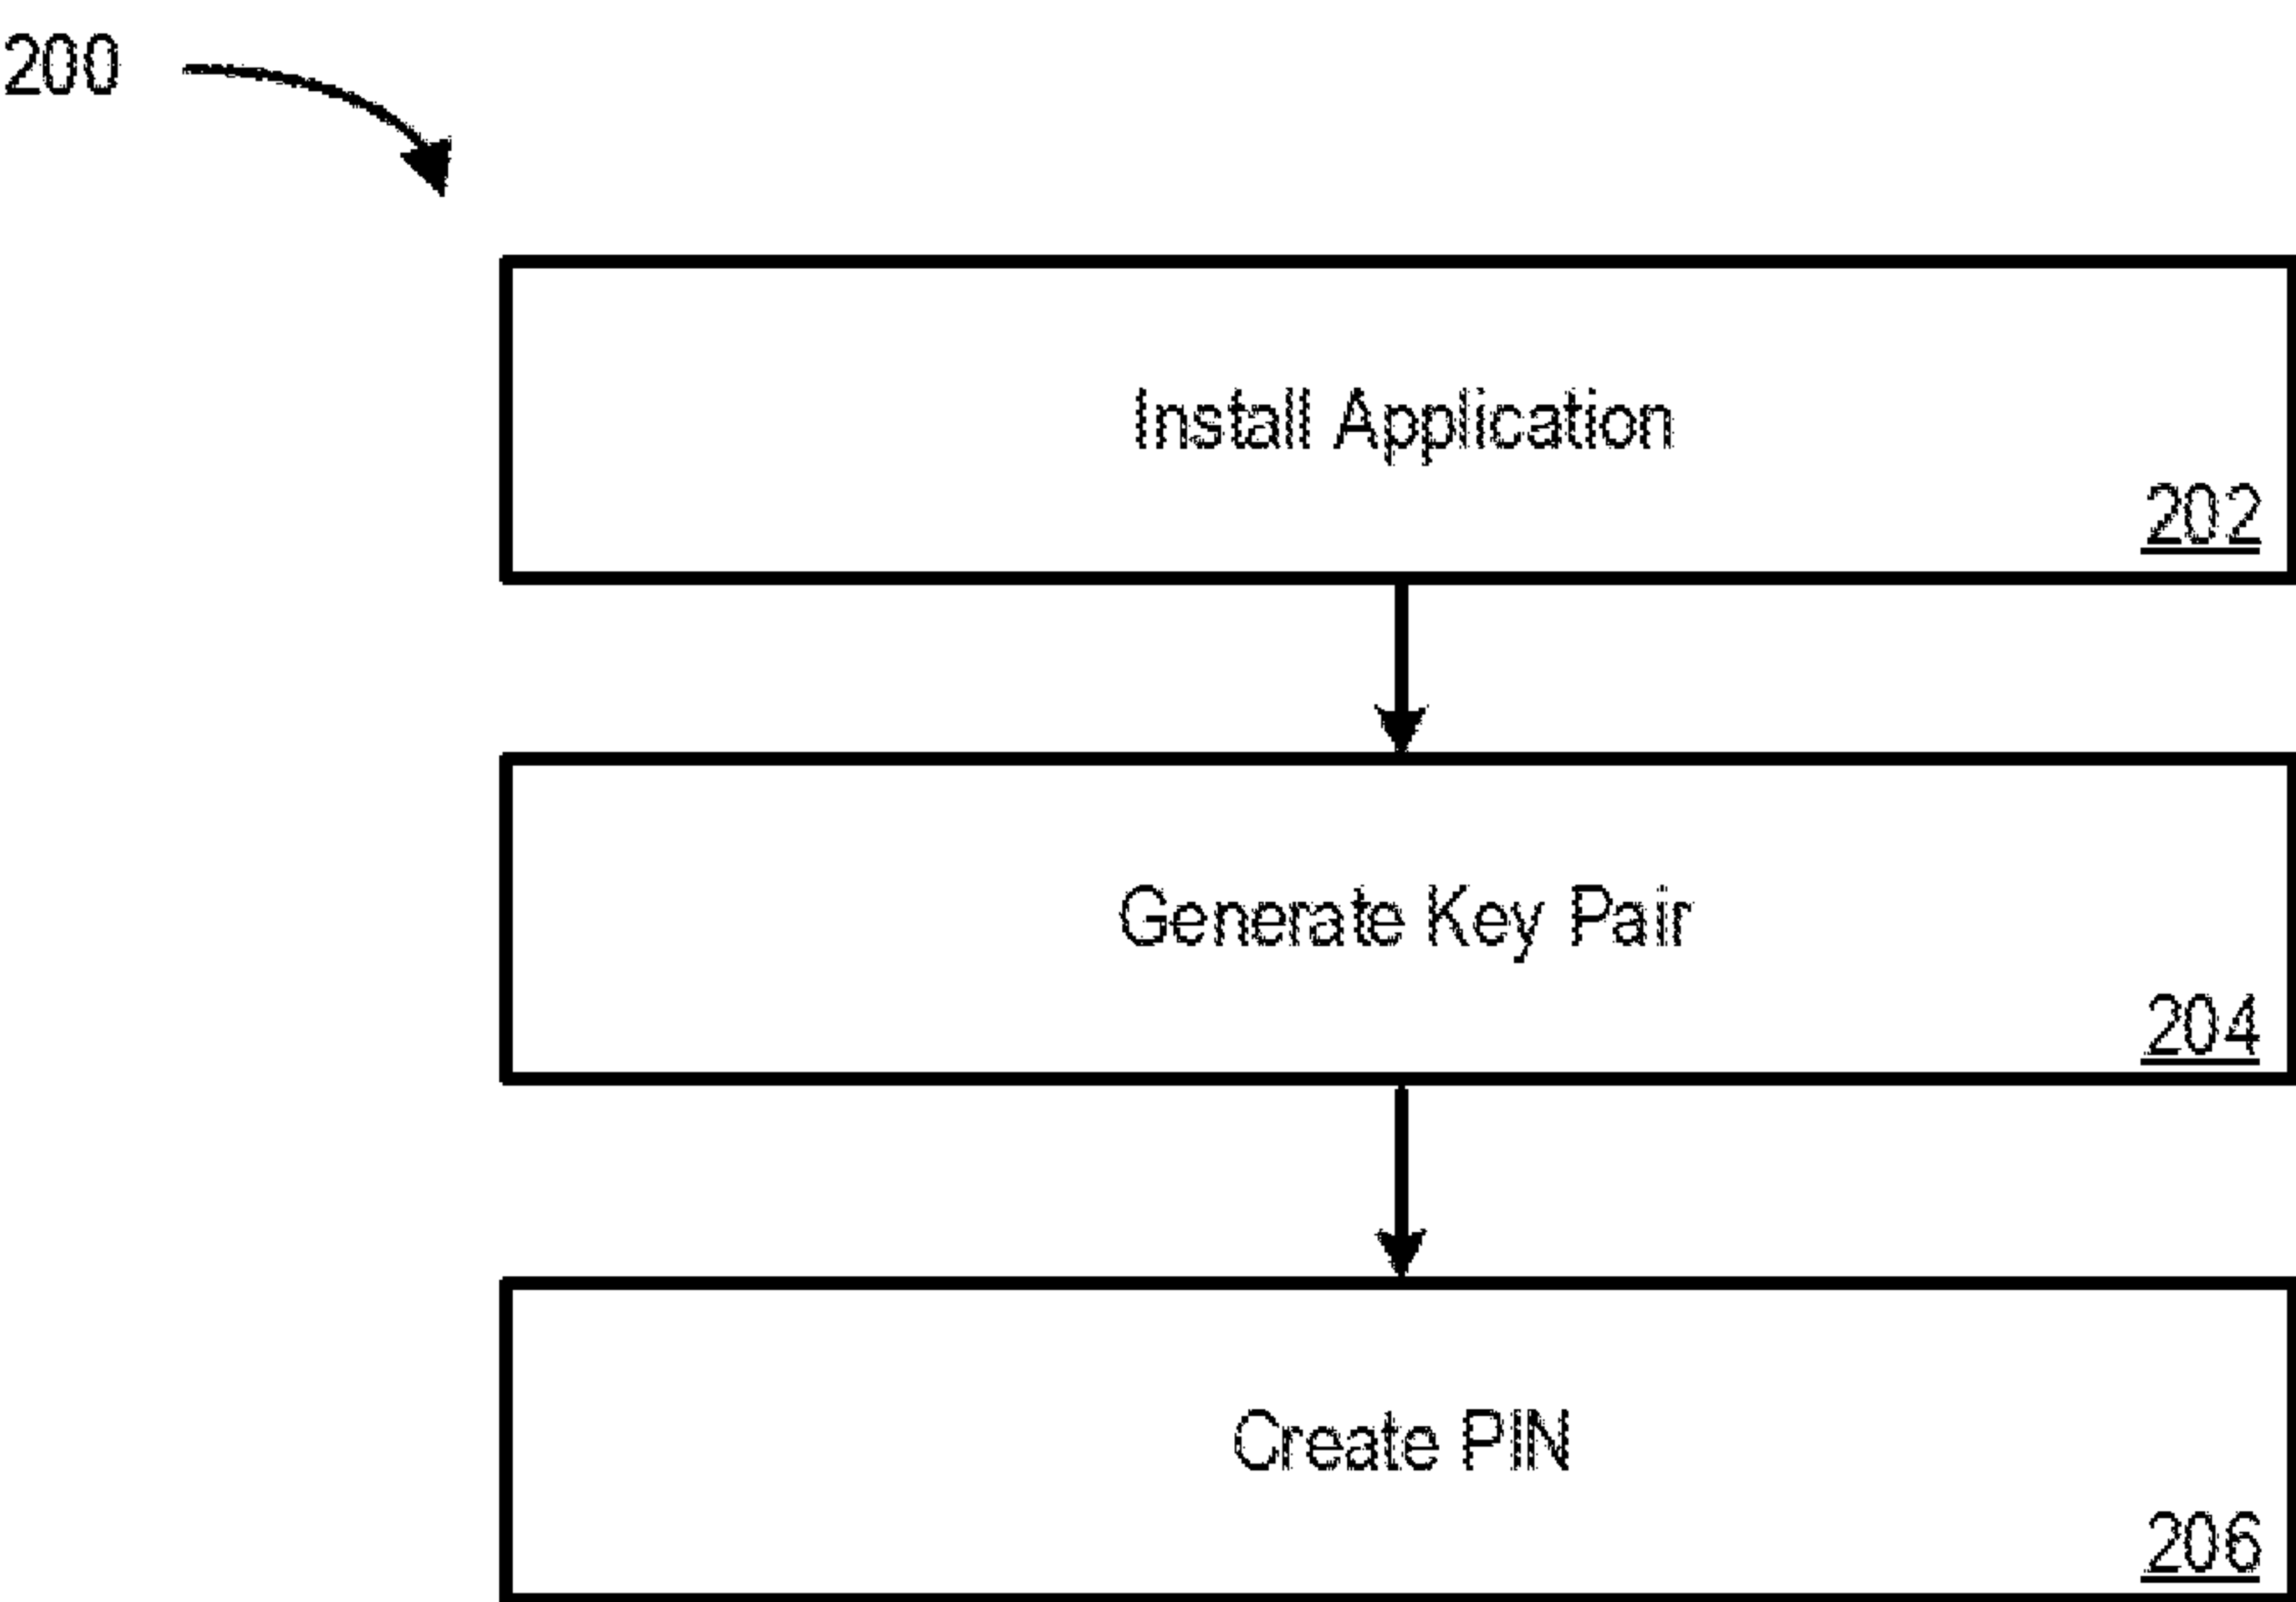 200
Install Application
202
Generate Key Pair
204
Create PIN
206